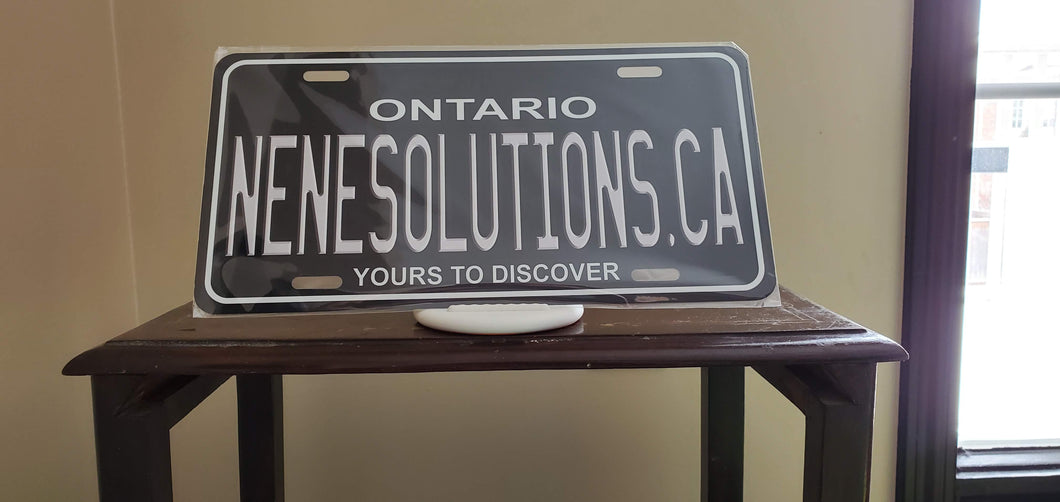 ONTARIO
NENESOLUTIONS.CA
YOURS TO DISCOVER